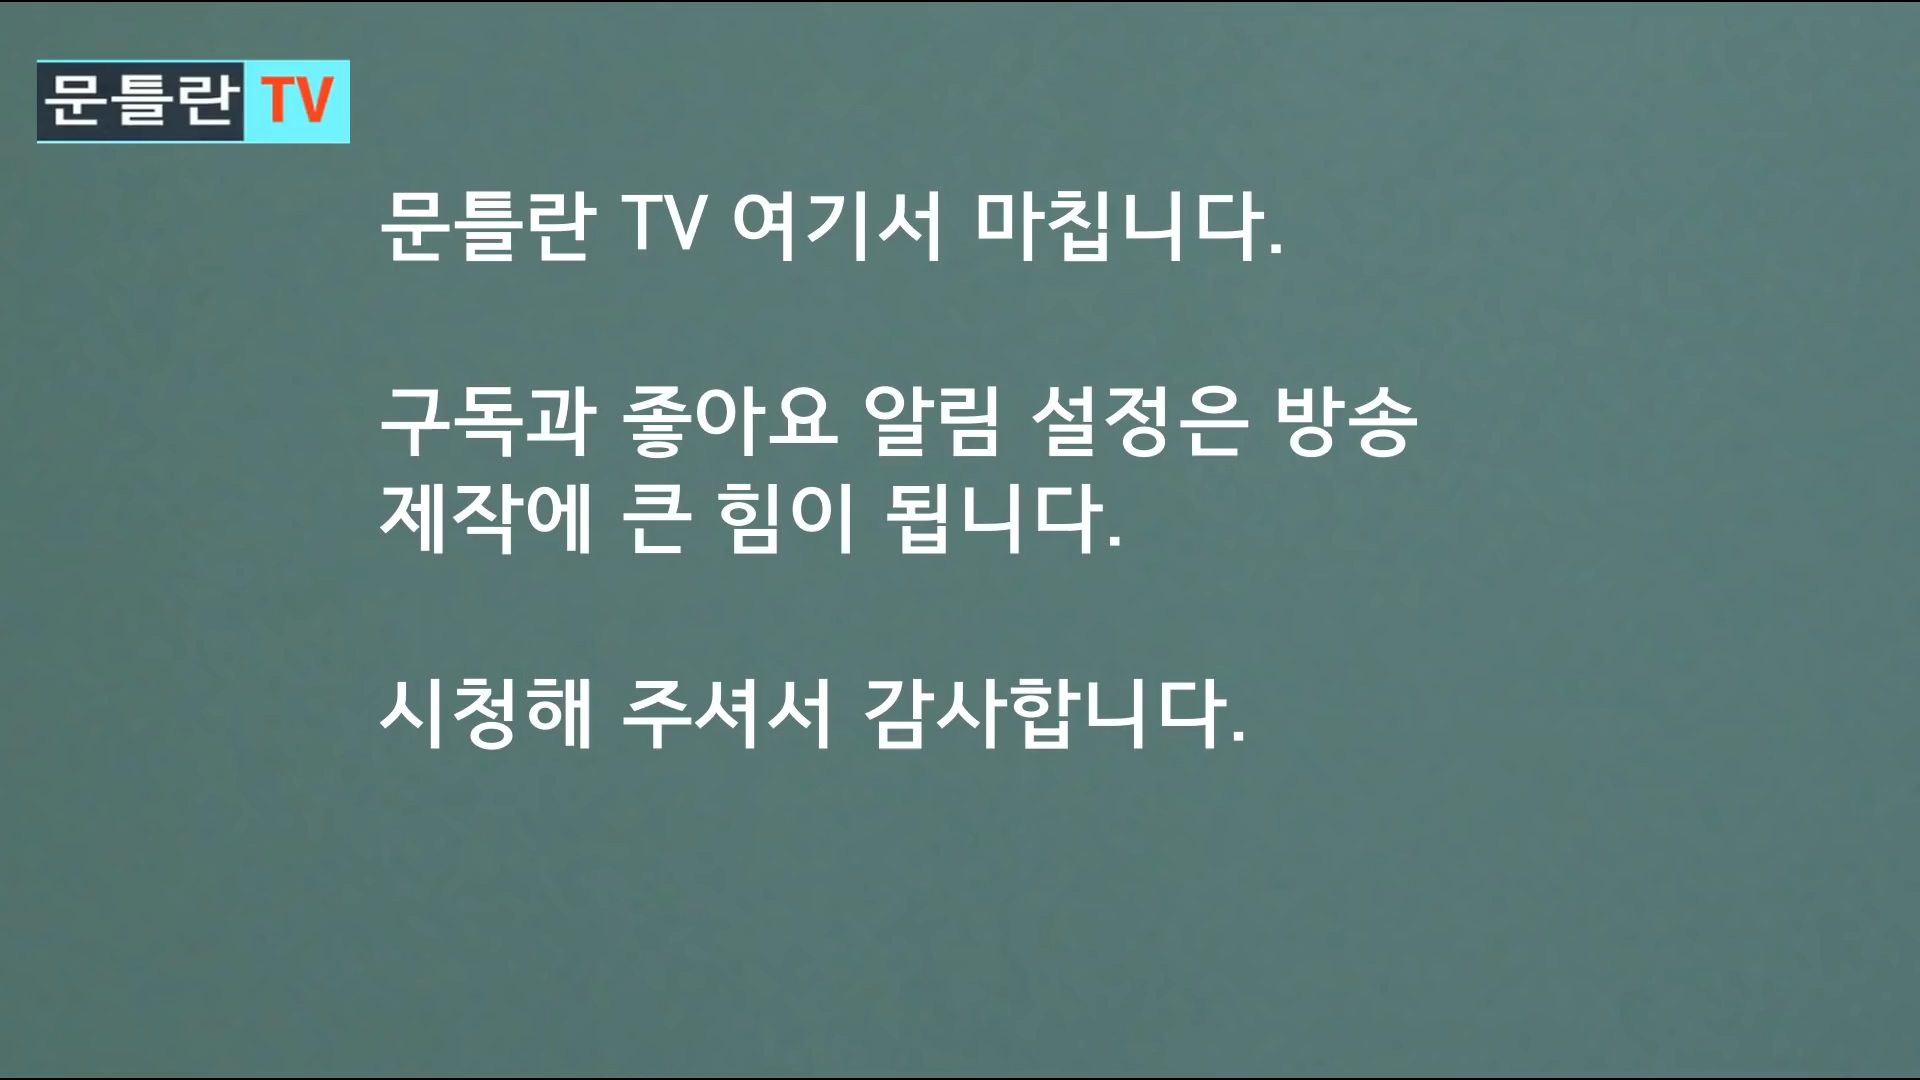 문틀란 TV
문틀란 TV 여기서 마칩니다.
구독과 좋아요 알림 설정은 방송
제작에 큰 힘이 됩니다.
시청해 주셔서 감사합니다.